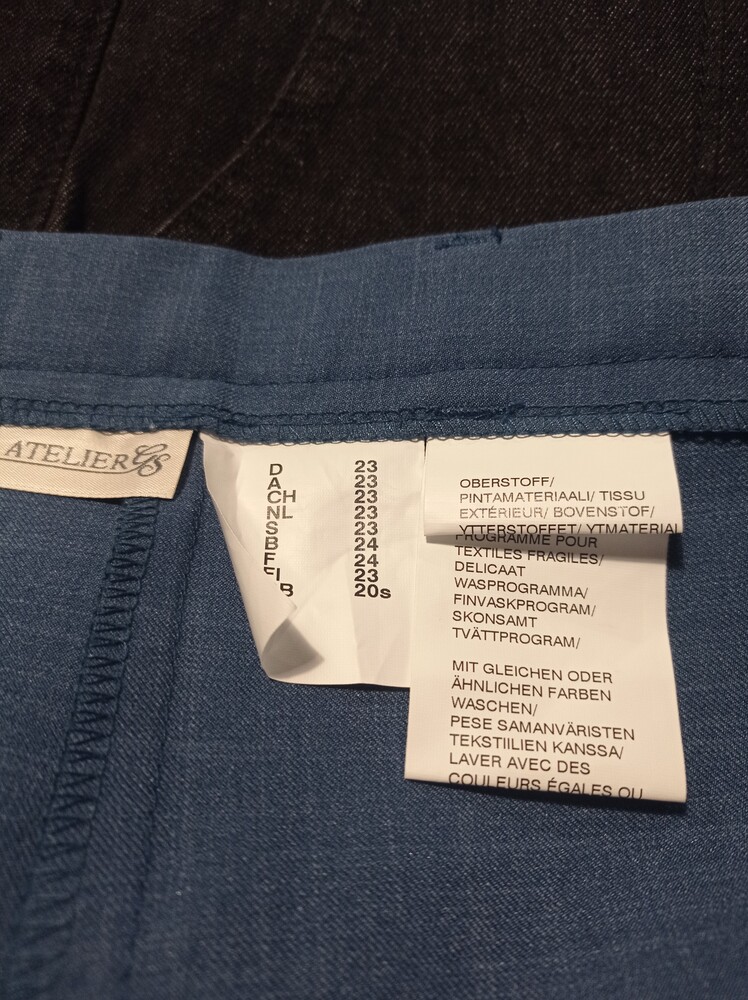 ATELIER GS
D 23
A 23
CH 23
NL 23
S 23
B 24
F 24
FI 23
B 20s
OBERSTOFF/
PINTAMATERIAALI/ TISSU
EXTÉRIEUR/ BOVENSTOF/
YTTERSTOFFET/ YTMATERIAL
PROGRAMME POUR
TEXTILES FRAGILES/
DELICAAT
WASPROGRAMMA/
FINVASKPROGRAM/
SKONSAMT
TVÄTTPROGRAM/
MIT GLEICHEN ODER
ÄHNLICHEN FARBEN
WASCHEN/
PESE SAMANVÄRISTEN
TEKSTIILIEN KANSSA/
LAVER AVEC DES
COULEURS ÉGALES OU